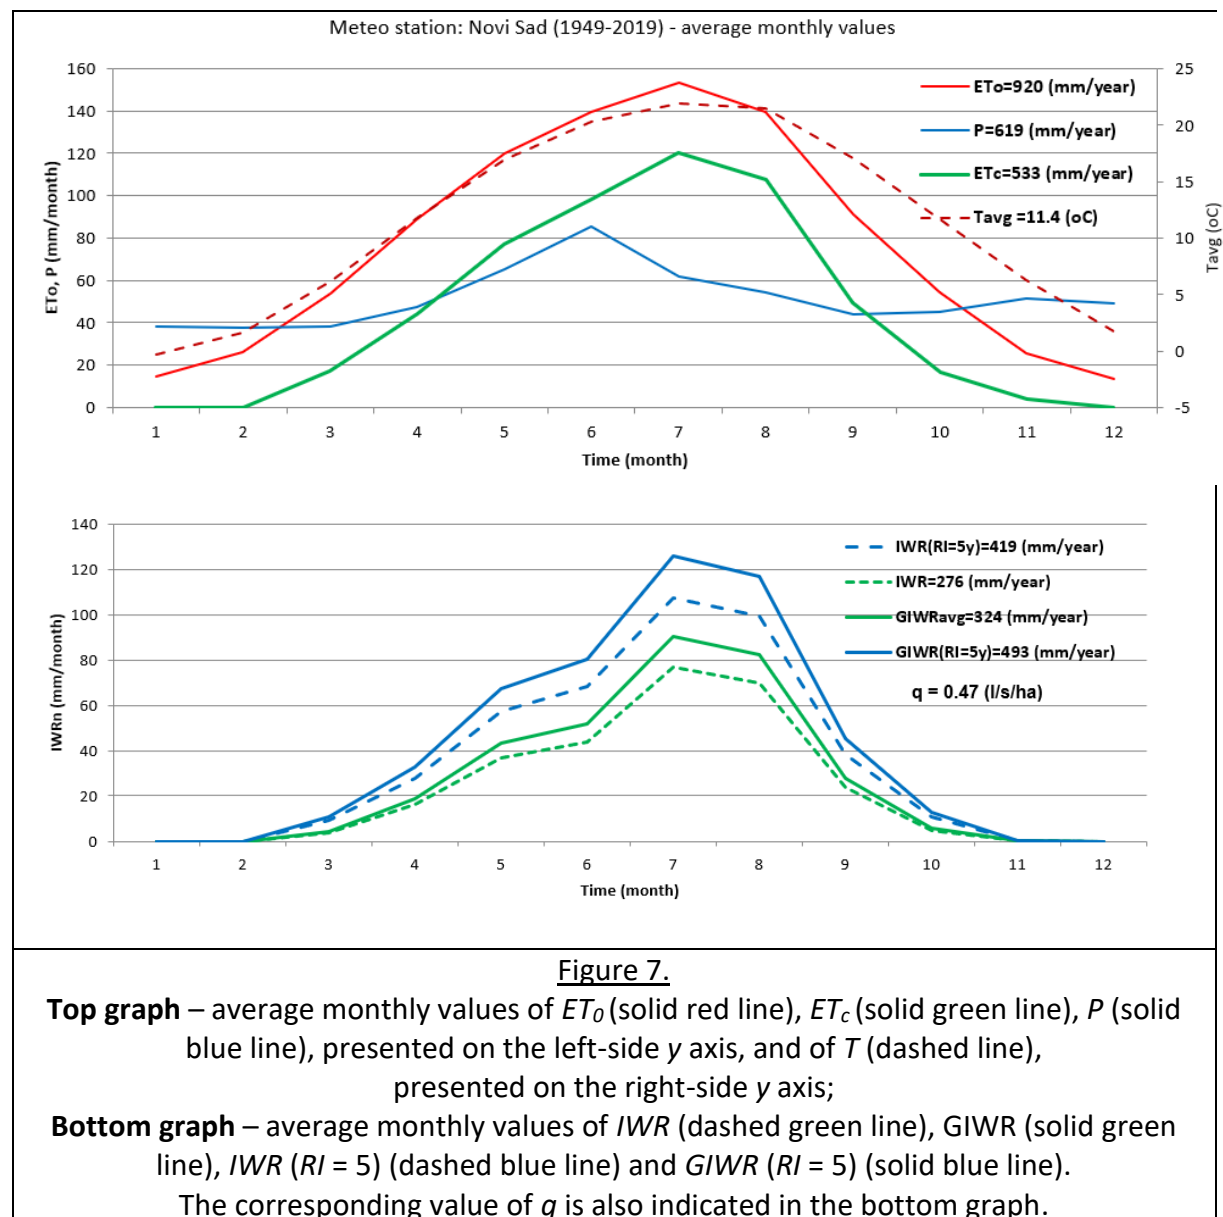 Meteo station: Novi Sad (1949-2019) - average monthly values
160
140
120
100
80
60
40
20
0
ETo, P (mm/month)
25
20
15
10
5
0
-5
Tavg (oC)
ETo=920 (mm/year)
P=619 (mm/year)
ETc=533 (mm/year)
Tavg =11.4 (oC)
1 2 3 4 5 6 7 8 9 10 11 12
Time (month)
140
120
100
80
60
40
20
0
IWRn (mm/month)
IWR(RI=5y)=419 (mm/year)
IWR=276 (mm/year)
GIWRavg=324 (mm/year)
GIWR(RI=5y)=493 (mm/year)
q = 0.47 (l/s/ha)
1 2 3 4 5 6 7 8 9 10 11 12
Time (month)
Figure 7.
Top graph – average monthly values of ET0 (solid red line), ETc (solid green line), P (solid
blue line), presented on the left-side y axis, and of T (dashed line),
presented on the right-side y axis;
Bottom graph – average monthly values of IWR (dashed green line), GIWR (solid green
line), IWR (RI = 5) (dashed blue line) and GIWR (RI = 5) (solid blue line).
The corresponding value of q is also indicated in the bottom graph.